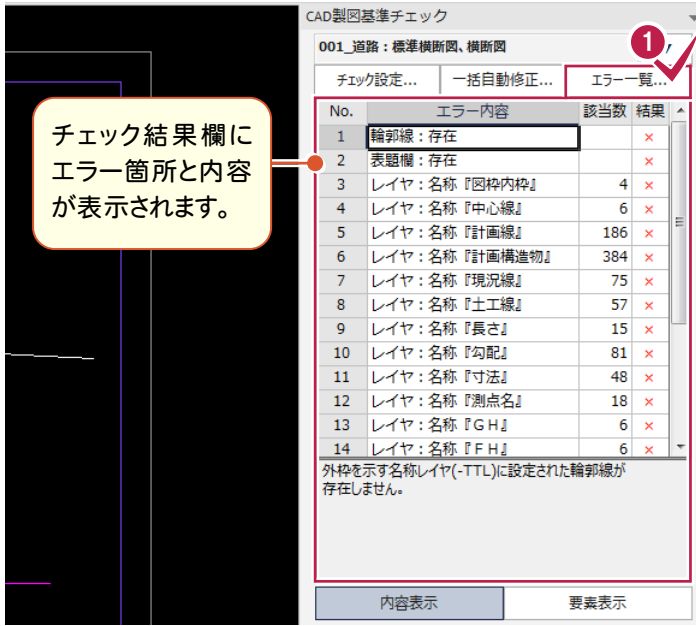 CAD製図基準チェック
001_道路：標準横断図、横断図
1
チェック設定... 一括自動修正... エラー一覧...
No. エラー内容 該当数 結果
1 輪郭線：存在 ×
2 表題欄：存在 ×
3 レイヤ：名称『図枠内枠』 4 ×
4 レイヤ：名称『中心線』 6 ×
5 レイヤ：名称『計画線』 186 ×
6 レイヤ：名称『計画構造物』 384 ×
7 レイヤ：名称『現況線』 75 ×
8 レイヤ：名称『土工線』 57 ×
9 レイヤ：名称『長さ』 15 ×
10 レイヤ：名称『勾配』 81 ×
11 レイヤ：名称『寸法』 48 ×
12 レイヤ：名称『測点名』 18 ×
13 レイヤ：名称『ＧＨ』 6 ×
14 レイヤ：名称『ＦＨ』 6 ×
外枠を示す名称レイヤ(-TTL)に設定された輪郭線が
存在しません。
内容表示 要素表示
チェック結果欄に
エラー箇所と内容
が表示されます。